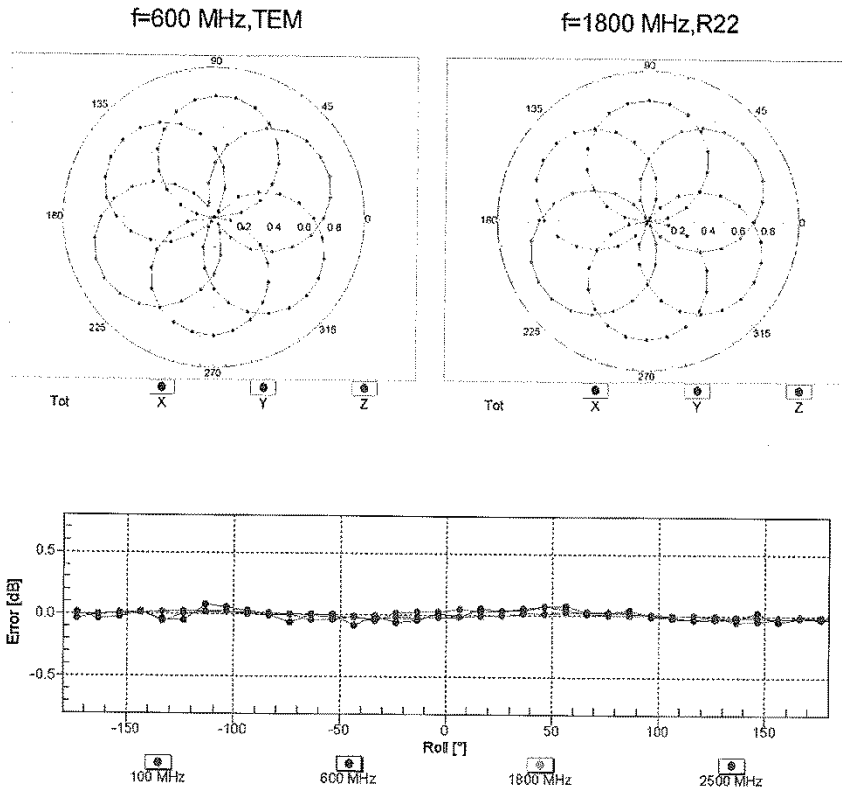 f=600 MHz,TEM
f=1800 MHz,R22
90
135
45
180
0.2 0.4 0.6 0.8
0
225
315
270
Tot X Y Z
90
135
45
180
0.2 0.4 0.6 0.8
0
225
315
270
Tot X Y Z
Error [dB]
0.5
0.0
-0.5
-150 -100 -50 0 50 100 150
Roll [°]
100 MHz 600 MHz 1800 MHz 2500 MHz